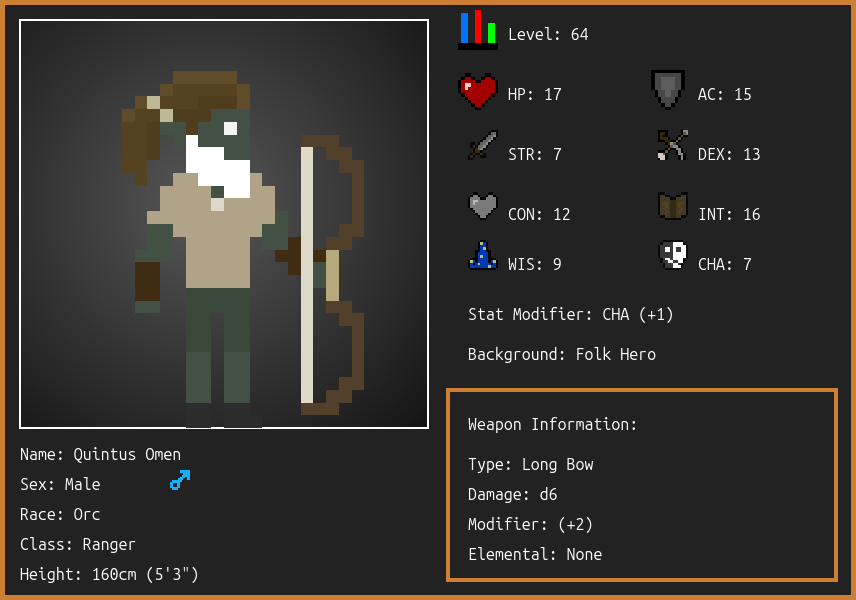 Level: 64
HP: 17
AC: 15
STR: 7
DEX: 13
CON: 12
INT: 16
WIS: 9
CHA: 7
Stat Modifier: CHA (+1)
Background: Folk Hero
Weapon Information:
Type: Long Bow
Damage: d6
Modifier: (+2)
Elemental: None
Name: Quintus Omen
Sex: Male
Race: Orc
Class: Ranger
Height: 160cm (5'3")